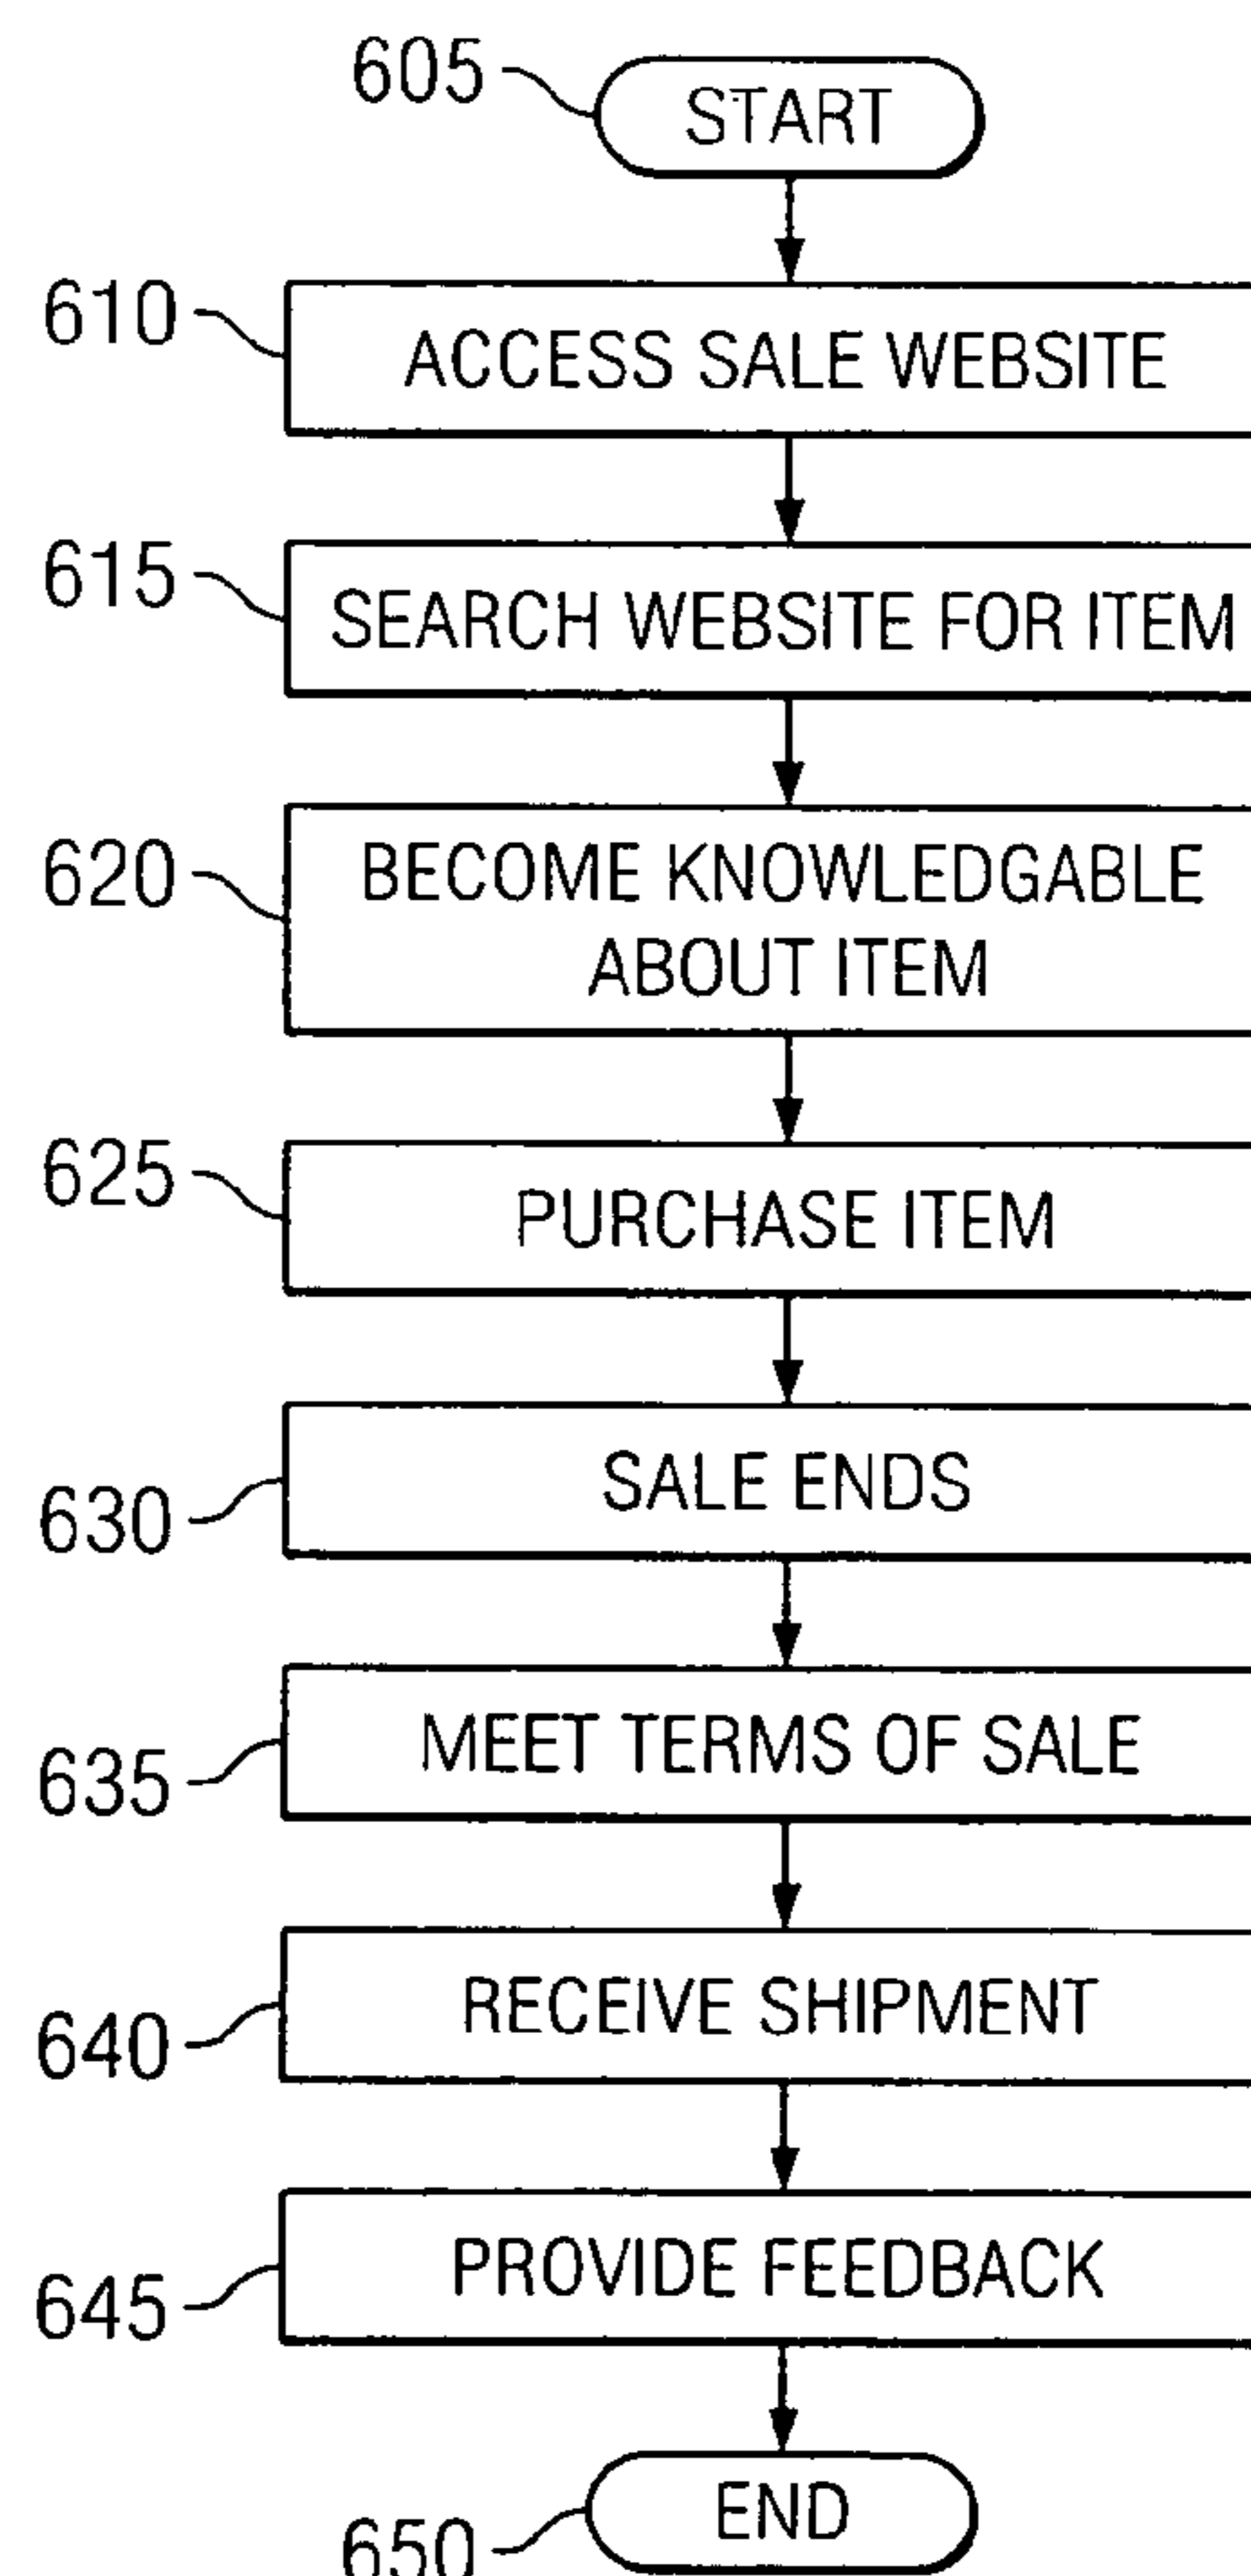 605
START
610
ACCESS SALE WEBSITE
615
SEARCH WEBSITE FOR ITEM
620
BECOME KNOWLEDGABLE
ABOUT ITEM
625
PURCHASE ITEM
630
SALE ENDS
635
MEET TERMS OF SALE
640
RECEIVE SHIPMENT
645
PROVIDE FEEDBACK
650
END